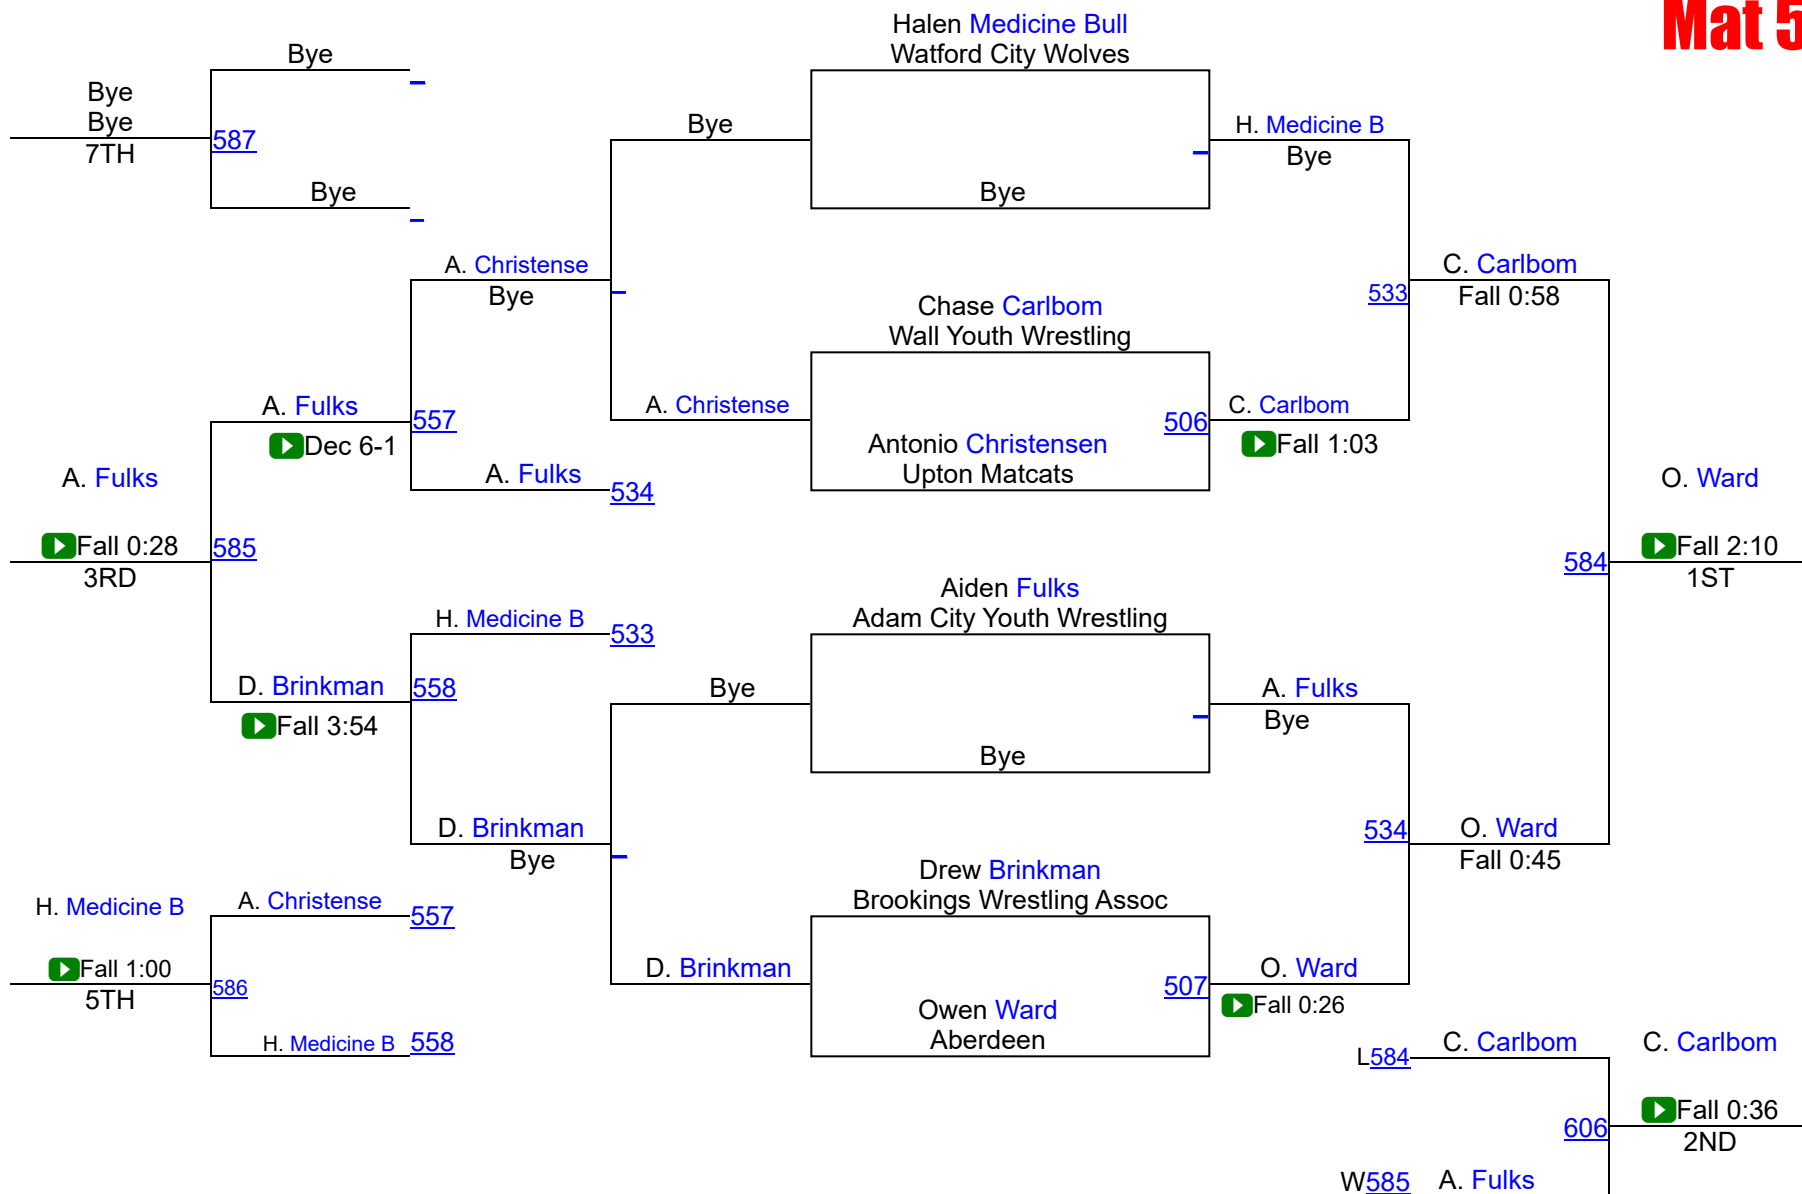 Mat 5
Halen Medicine Bull
Watford City Wolves
Bye
Bye
Bye
7TH
587
Bye
Bye
H. Medicine B
Bye
Bye
A. Christense
Bye
C. Carlbom
Fall 0:58
533
Chase Carlbom
Wall Youth Wrestling
A. Fulks
Dec 6-1
557
A. Christense
506
C. Carlbom
Fall 1:03
Antonio Christensen
Upton Matcats
A. Fulks
534
A. Fulks
Fall 0:28
3RD
585
O. Ward
Fall 2:10
1ST
584
Aiden Fulks
Adam City Youth Wrestling
H. Medicine B
533
D. Brinkman
Fall 3:54
558
Bye
A. Fulks
Bye
Bye
D. Brinkman
Bye
534
O. Ward
Fall 0:45
Drew Brinkman
Brookings Wrestling Assoc
H. Medicine B
Fall 1:00
5TH
586
A. Christense
557
D. Brinkman
507
O. Ward
Fall 0:26
Owen Ward
Aberdeen
H. Medicine B
558
L584
C. Carlbom
C. Carlbom
Fall 0:36
2ND
606
W585
A. Fulks